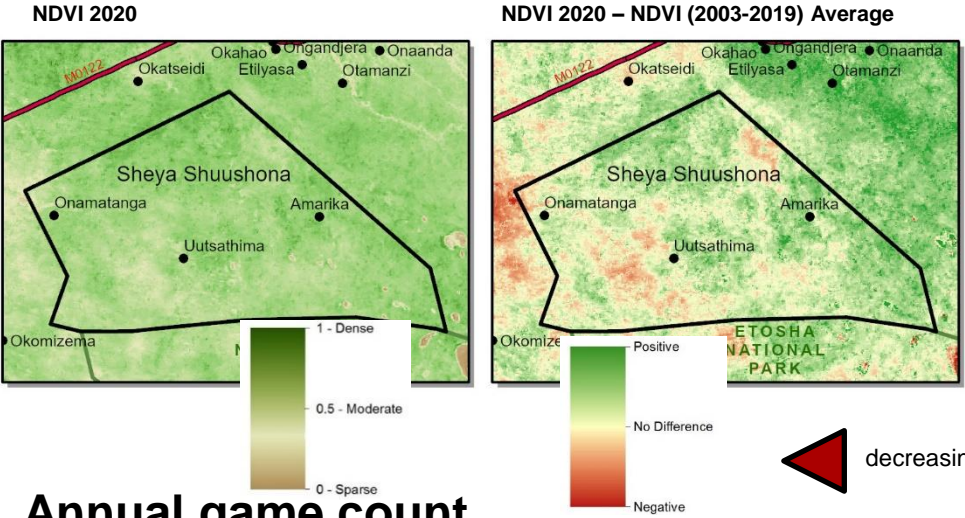 NDVI 2020
NDVI 2020 – NDVI (2003-2019) Average
M0122
Okahao
Ongandjera
Onaanda
Okatseidi
Etilyasa
Otamanzi
Sheya Shuushona
Onamatanga
Amarika
Uutsathima
Okomizema
1 - Dense
0.5 - Moderate
0 - Sparse
M0122
Okahao
Ongandjera
Onaanda
Okatseidi
Etilyasa
Otamanzi
Sheya Shuushona
Onamatanga
Amarika
Uutsathima
Okomize
ETOSHA
NATIONAL
PARK
Positive
No Difference
Negative
decreasin
Annual game count